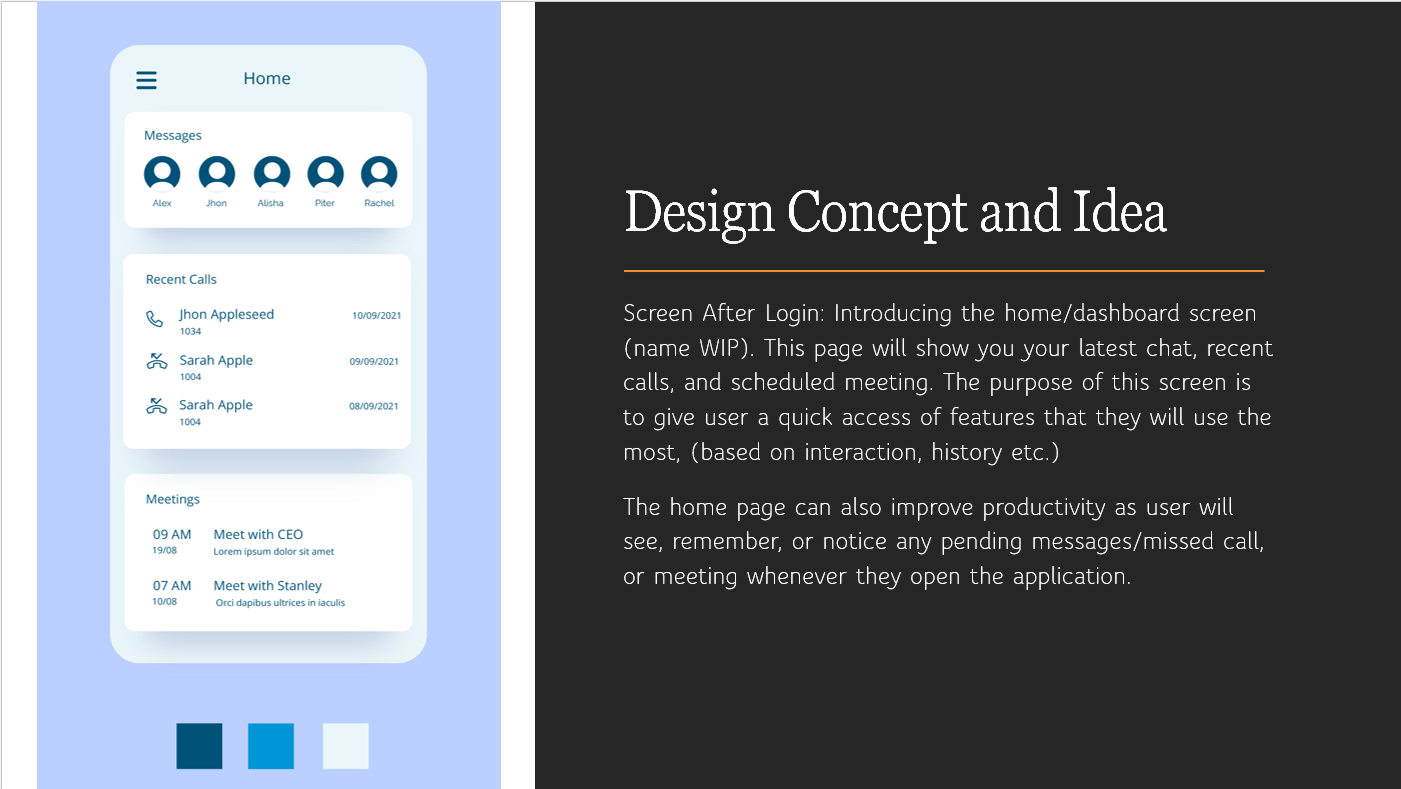 Home
Messages
Alex Jhon Alisha Piter Rachel
Recent Calls
Jhon Appleseed 10/09/2021
1034
Sarah Apple 09/09/2021
1004
Sarah Apple 08/09/2021
1004
Meetings
09 AM Meet with CEO
19/08 Lorem ipsum dolor sit amet
07 AM Meet with Stanley
10/08 Orci dapibus ultrices in iaculis
Design Concept and Idea
Screen After Login: Introducing the home/dashboard screen
(name WIP). This page will show you your latest chat, recent
calls, and scheduled meeting. The purpose of this screen is
to give user a quick access of features that they will use the
most, (based on interaction, history etc.)
The home page can also improve productivity as user will
see, remember, or notice any pending messages/missed call,
or meeting whenever they open the application.